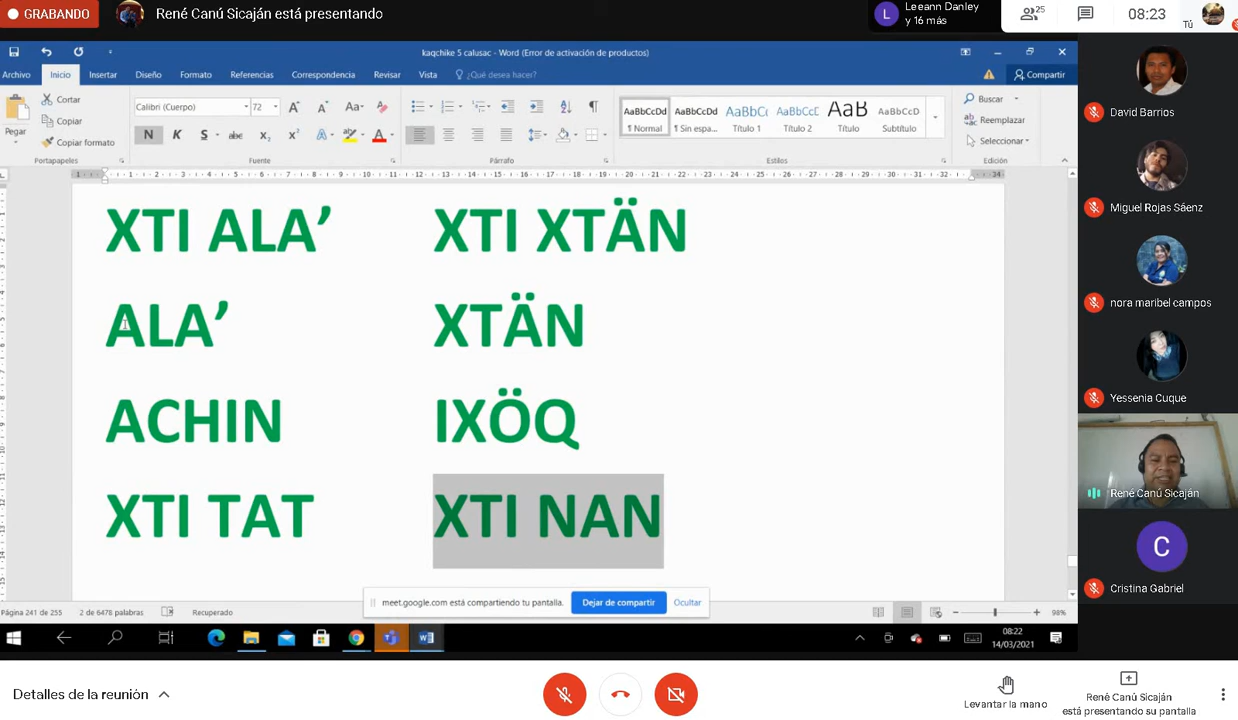 GRABANDO
René Canú Sicaján está presentando
Leeann Danley
y 16 más
25
08:23
Tú
kaqchike 5 calusac - Word (Error de activación de productos)
Archivo Inicio Insertar Diseño Formato Referencias Correspondencia Revisar Vista ¿Qué desea hacer? Compartir
Pegar
Cortar
Copiar
Copiar formato
Portapapeles
Calibri (Cuerpo) 72
N K S abc x₂ x²
Fuente
Párrafo
AaBbCcDd AaBbCcDd AaBbCc AaBbCcD AaB AaBbCcD
¶ Normal ¶ Sin espa... Título 1 Título 2 Título Subtítulo
Estilos
Buscar
Reemplazar
Seleccionar
Edición
XTI ALA’ XTI XTÄN
ALA’ XTÄN
ACHIN IXÖQ
XTI TAT XTI NAN
meet.google.com está compartiendo tu pantalla. Dejar de compartir Ocultar
Página 241 de 255 2 de 6478 palabras Recuperado 98%
08:22
14/03/2021
David Barrios
Miguel Rojas Sáenz
nora maribel campos
Yessenia Cuque
René Canú Sicaján
C
Cristina Gabriel
Detalles de la reunión
Levantar la mano
René Canú Sicaján
está presentando su pantalla